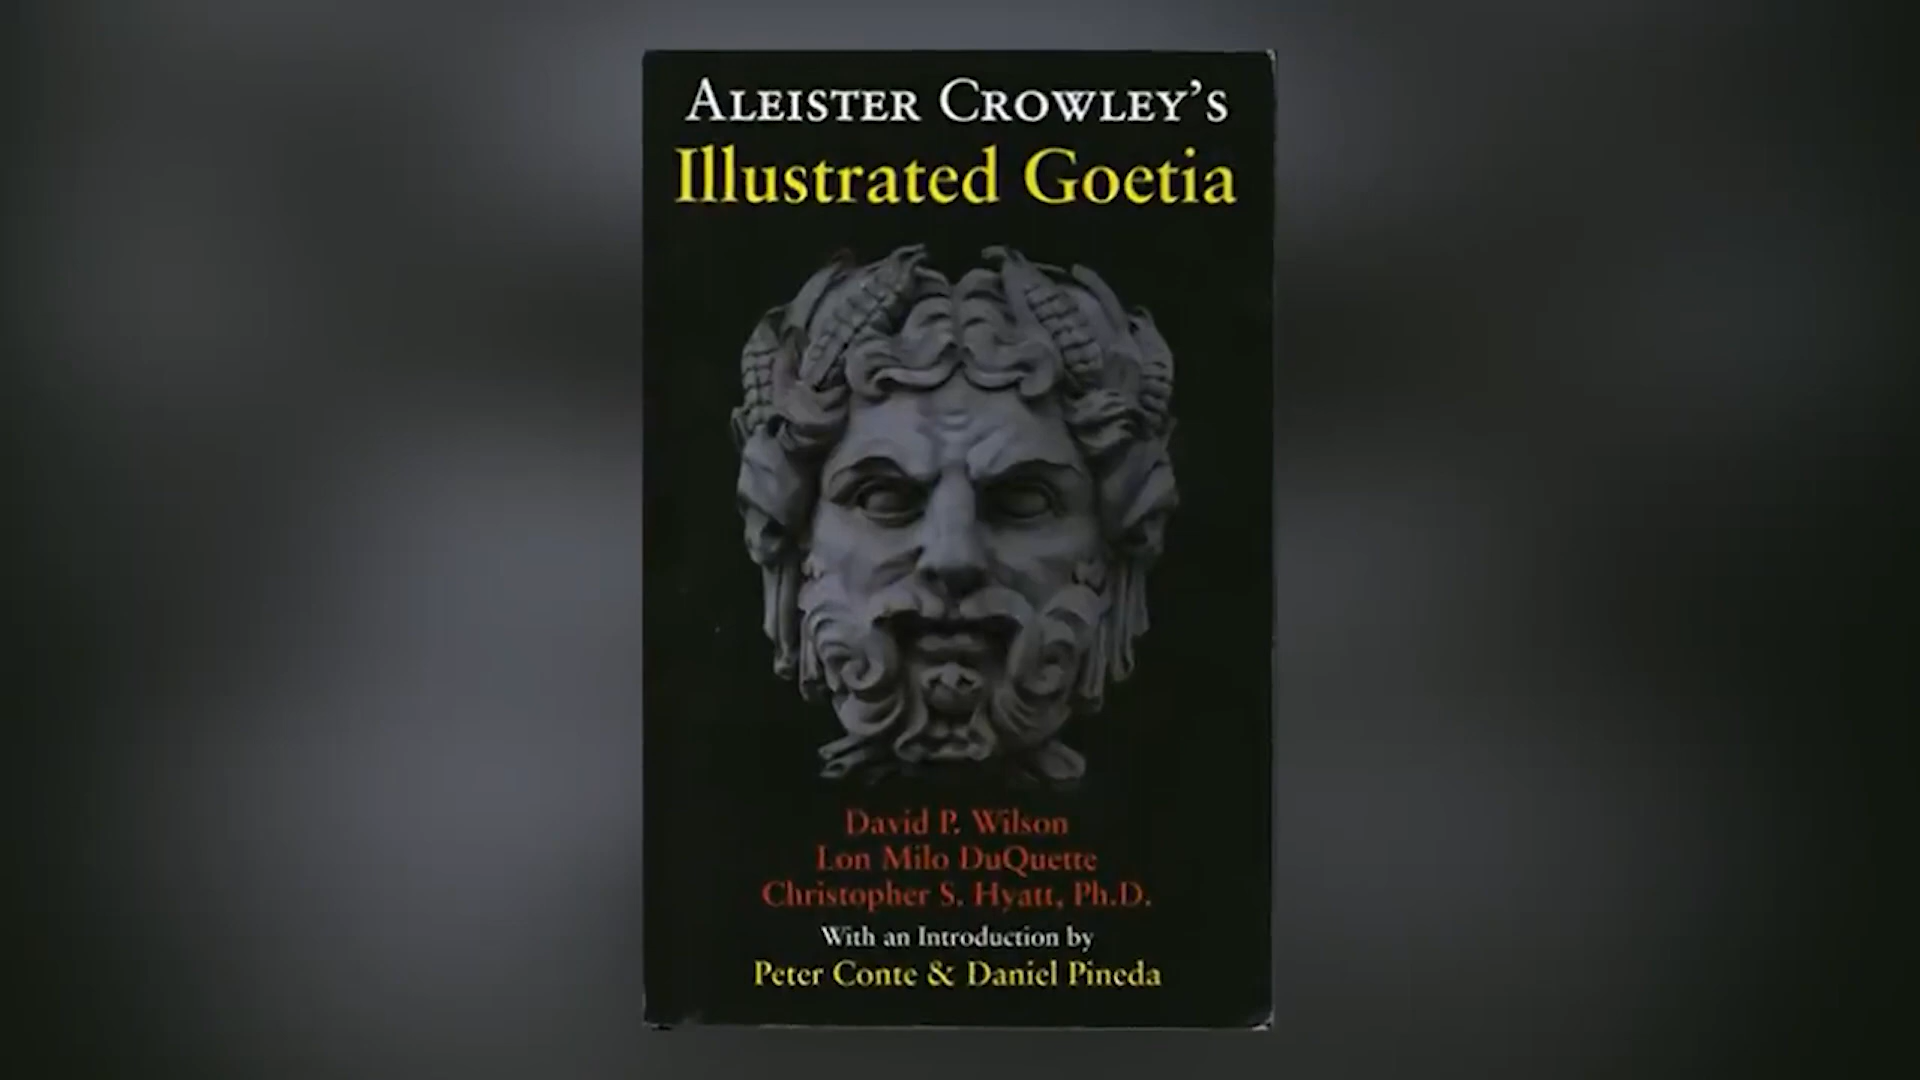 ALEISTER CROWLEY'S
Illustrated Goetia
David P. Wilson
Lon Milo DuQuette
Christopher S. Hyatt, Ph.D.
With an Introduction by
Peter Conte & Daniel Pineda